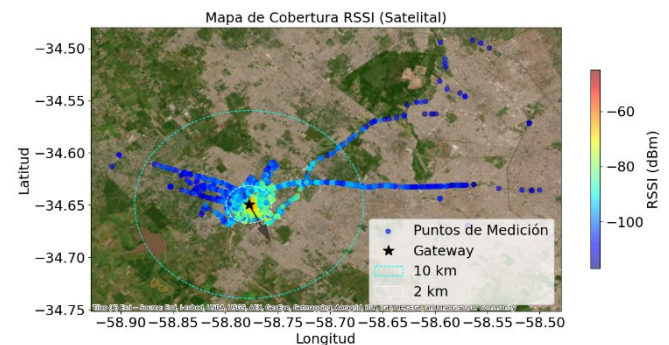 Mapa de Cobertura RSSI (Satelital)
−34.50
−34.55
−34.60
−34.65
−34.70
−34.75
Latitud
−58.90 −58.85 −58.80 −58.75 −58.70 −58.65 −58.60 −58.55 −58.50
Longitud
Puntos de Medición
Gateway
10 km
2 km
−60
−80
−100
RSSI (dBm)